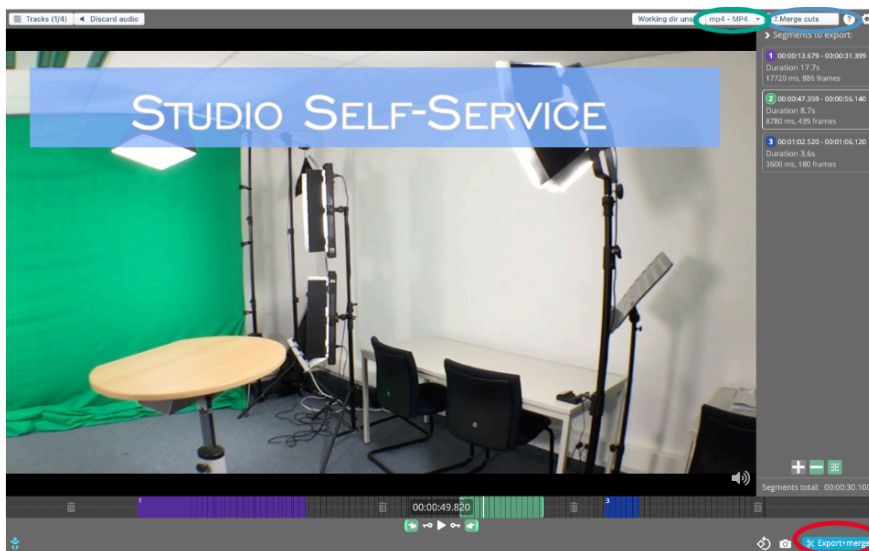 Tracks (1/4) Discard audio Working dir uns mp4 - MP4 Merge cuts ?
Segments to export:
STUDIO SELF-SERVICE
1 00:00:13.679 - 00:00:31.399
Duration 17.7s
17720 ms, 886 frames
2 00:00:47.359 - 00:00:56.140
Duration 8.7s
8780 ms, 439 frames
3 00:01:02.520 - 00:01:06.120
Duration 3.6s
3600 ms, 180 frames
Segments total: 00:00:30.100
1 3
00:00:49.820
Export+merge